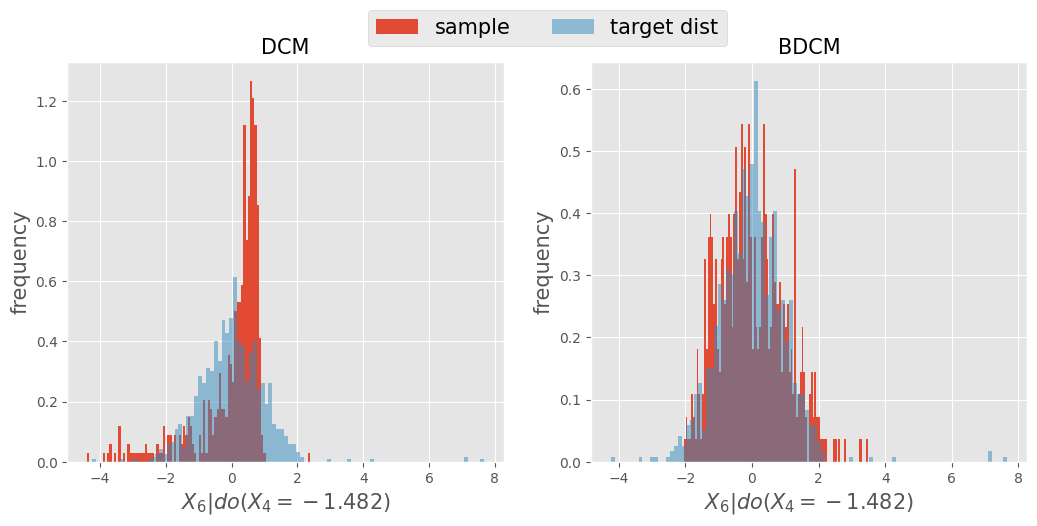 sample target dist
DCM BDCM
1.2
1.0
0.8
0.6
0.4
0.2
0.0
frequency
−4 −2 0 2 4 6 8
X6|do(X4 = −1.482)
0.6
0.5
0.4
0.3
0.2
0.1
0.0
frequency
−4 −2 0 2 4 6 8
X6|do(X4 = −1.482)